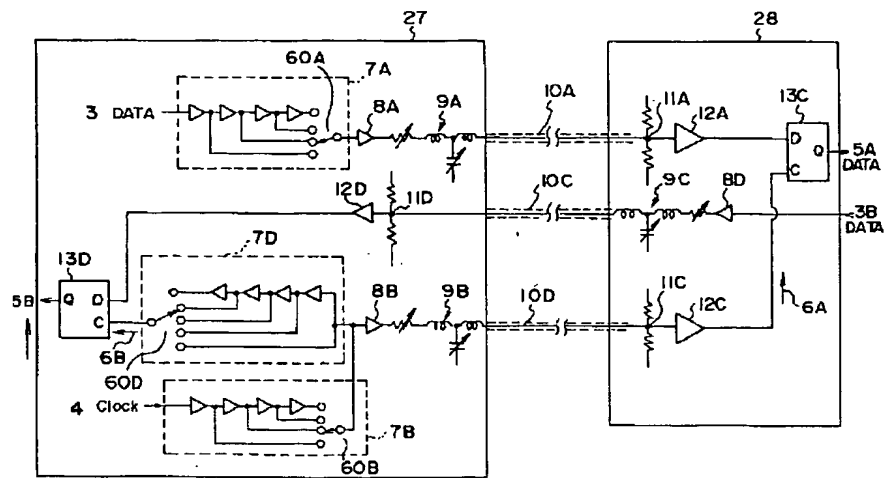 27
28
60A
7A
3 DATA
8A
9A
10A
11A
12A
13C
D
Q
C
5A
DATA
12D
11D
10C
9C
8D
3B
DATA
7D
13D
5B
Q
D
C
6B
60D
8B
9B
10D
11C
12C
6A
4 Clock
7B
60B